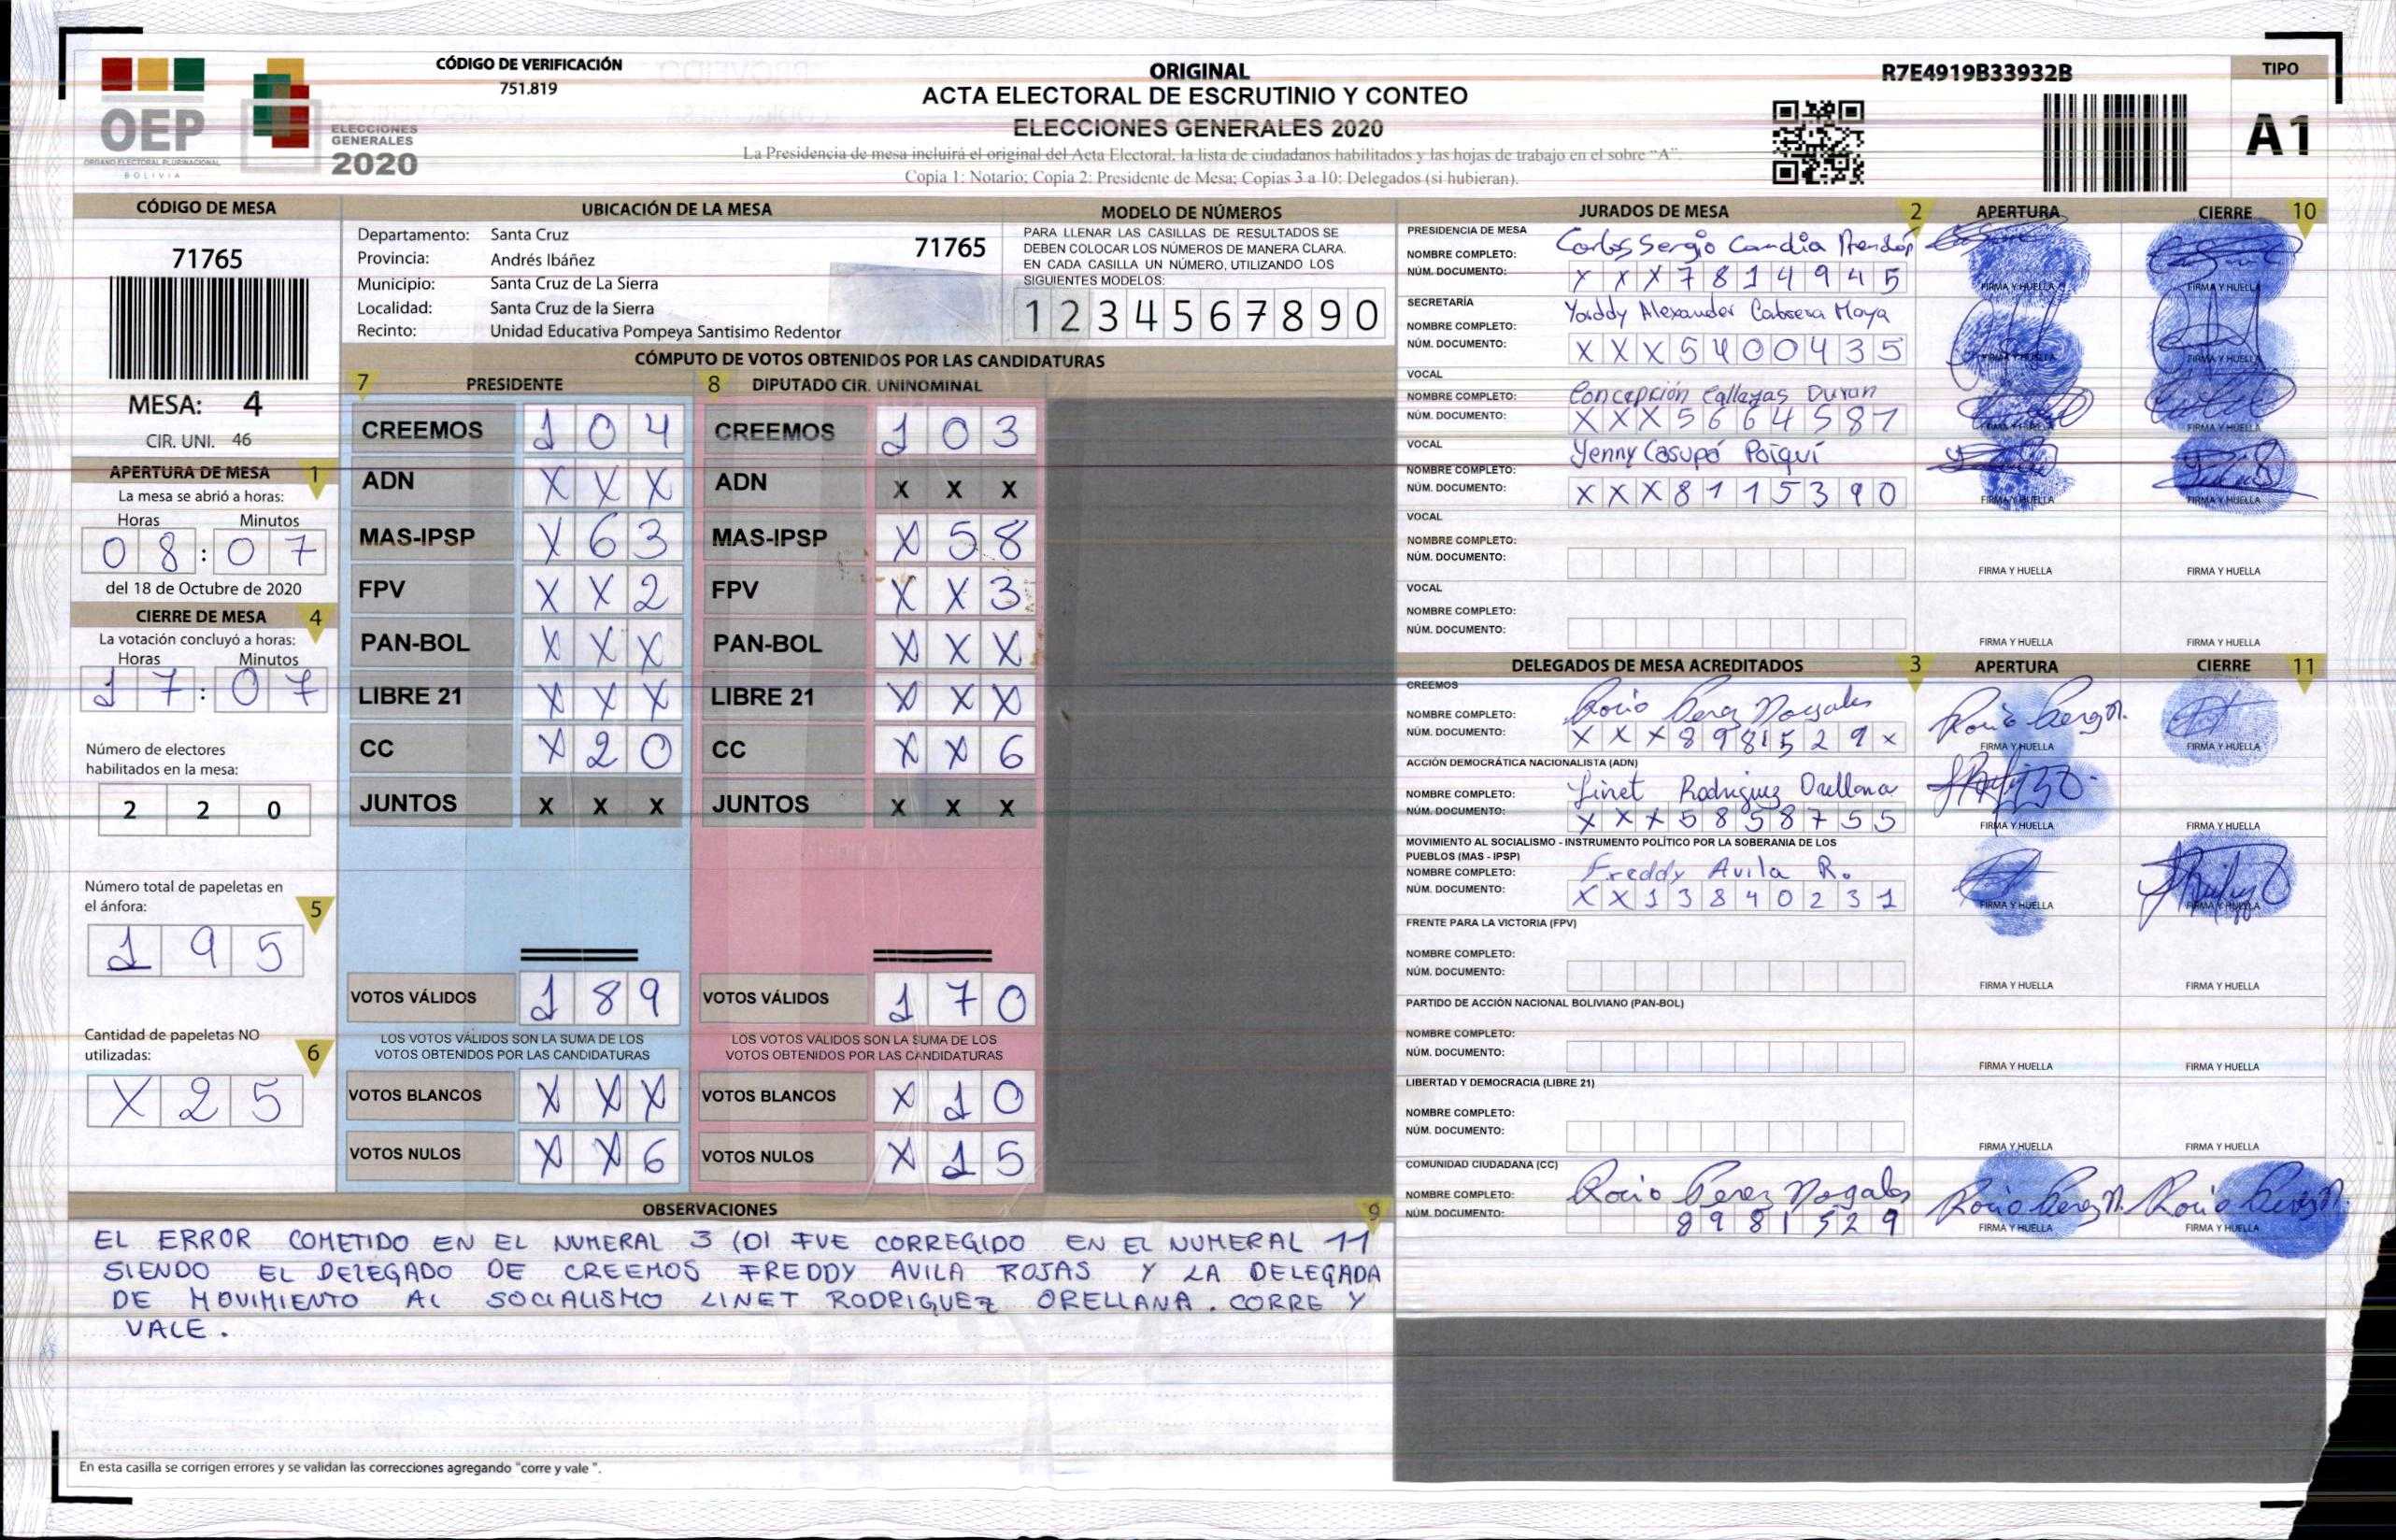 OEP
ÓRGANO ELECTORAL PLURINACIONAL
BOLIVIA
ELECCIONES
GENERALES
2020
CÓDIGO DE VERIFICACIÓN
751.819
ORIGINAL
ACTA ELECTORAL DE ESCRUTINIO Y CONTEO
ELECCIONES GENERALES 2020
La Presidencia de mesa incluirá el original del Acta Electoral, la lista de ciudadanos habilitados y las hojas de trabajo en el sobre "A".
Copia 1: Notario; Copia 2: Presidente de Mesa; Copias 3 a 10: Delegados (si hubieran).
R7E4919B33932B
TIPO
A1
CÓDIGO DE MESA
71765
MESA: 4
CIR. UNI. 46
APERTURA DE MESA 1
La mesa se abrió a horas:
Horas Minutos
0 8 : 0 7
del 18 de Octubre de 2020
CIERRE DE MESA 4
La votación concluyó a horas:
Horas Minutos
1 7 : 0 7
Número de electores
habilitados en la mesa:
2 2 0
Número total de papeletas en
el ánfora: 5
1 9 5
Cantidad de papeletas NO
utilizadas: 6
X 2 5
UBICACIÓN DE LA MESA
Departamento: Santa Cruz
71765
Provincia: Andrés Ibáñez
Municipio: Santa Cruz de La Sierra
Localidad: Santa Cruz de la Sierra
Recinto: Unidad Educativa Pompeya Santisimo Redentor
MODELO DE NÚMEROS
PARA LLENAR LAS CASILLAS DE RESULTADOS SE
DEBEN COLOCAR LOS NÚMEROS DE MANERA CLARA.
EN CADA CASILLA UN NÚMERO, UTILIZANDO LOS
SIGUIENTES MODELOS:
1 2 3 4 5 6 7 8 9 0
CÓMPUTO DE VOTOS OBTENIDOS POR LAS CANDIDATURAS
7 PRESIDENTE
CREEMOS 1 0 4
ADN X X X
MAS-IPSP X 6 3
FPV X X 2
PAN-BOL X X X
LIBRE 21 X X X
CC X 2 0
JUNTOS X X X
VOTOS VÁLIDOS 1 8 9
LOS VOTOS VÁLIDOS SON LA SUMA DE LOS
VOTOS OBTENIDOS POR LAS CANDIDATURAS
VOTOS BLANCOS X X X
VOTOS NULOS X X 6
8 DIPUTADO CIR. UNINOMINAL
CREEMOS 1 0 3
ADN X X X
MAS-IPSP X 5 8
FPV X X 3
PAN-BOL X X X
LIBRE 21 X X X
CC X X 6
JUNTOS X X X
VOTOS VÁLIDOS 1 7 0
LOS VOTOS VÁLIDOS SON LA SUMA DE LOS
VOTOS OBTENIDOS POR LAS CANDIDATURAS
VOTOS BLANCOS X 1 0
VOTOS NULOS X 1 5
OBSERVACIONES 9
EL ERROR COMETIDO EN EL NUMERAL 3 (O) FUE CORREGIDO EN EL NUMERAL 11
SIENDO EL DELEGADO DE CREEMOS FREDDY AVILA ROJAS Y LA DELEGADA
DE MOVIMIENTO AL SOCIALISMO LINET RODRIGUEZ ORELLANA. CORRE Y
VALE.
En esta casilla se corrigen errores y se validan las correcciones agregando "corre y vale ".
JURADOS DE MESA 2 APERTURA CIERRE 10
PRESIDENCIA DE MESA
NOMBRE COMPLETO: Carlos Sergio Candia
NÚM. DOCUMENTO: X X X 7 8 1 4 9 4 5
FIRMA Y HUELLA FIRMA Y HUELLA
SECRETARÍA
NOMBRE COMPLETO: Yoiddy Alexander Cabrera Moya
NÚM. DOCUMENTO: X X X 5 4 0 0 4 3 5
FIRMA Y HUELLA FIRMA Y HUELLA
VOCAL
NOMBRE COMPLETO: Concepción Callejas Duran
NÚM. DOCUMENTO: X X X 5 6 6 4 5 8 7
FIRMA Y HUELLA FIRMA Y HUELLA
VOCAL
NOMBRE COMPLETO: Yenny Casupá Poiquí
NÚM. DOCUMENTO: X X X 8 1 1 5 3 9 0
FIRMA Y HUELLA FIRMA Y HUELLA
VOCAL
NOMBRE COMPLETO:
NÚM. DOCUMENTO:
FIRMA Y HUELLA FIRMA Y HUELLA
VOCAL
NOMBRE COMPLETO:
NÚM. DOCUMENTO:
FIRMA Y HUELLA FIRMA Y HUELLA
DELEGADOS DE MESA ACREDITADOS 3 APERTURA CIERRE 11
CREEMOS
NOMBRE COMPLETO: Rocio Perez Nogales Rocio Perez N.
NÚM. DOCUMENTO: X X X 8 9 8 1 5 2 9 X
FIRMA Y HUELLA FIRMA Y HUELLA
ACCIÓN DEMOCRÁTICA NACIONALISTA (ADN)
NOMBRE COMPLETO: Linet Rodriguez Orellana
NÚM. DOCUMENTO: X X X 5 8 5 8 7 5 5
FIRMA Y HUELLA FIRMA Y HUELLA
MOVIMIENTO AL SOCIALISMO - INSTRUMENTO POLÍTICO POR LA SOBERANIA DE LOS
PUEBLOS (MAS - IPSP)
NOMBRE COMPLETO: Freddy Avila R.
NÚM. DOCUMENTO: X X 1 3 8 4 0 2 3 1
FIRMA Y HUELLA FIRMA Y HUELLA
FRENTE PARA LA VICTORIA (FPV)
NOMBRE COMPLETO:
NÚM. DOCUMENTO:
FIRMA Y HUELLA FIRMA Y HUELLA
PARTIDO DE ACCIÓN NACIONAL BOLIVIANO (PAN-BOL)
NOMBRE COMPLETO:
NÚM. DOCUMENTO:
FIRMA Y HUELLA FIRMA Y HUELLA
LIBERTAD Y DEMOCRACIA (LIBRE 21)
NOMBRE COMPLETO:
NÚM. DOCUMENTO:
FIRMA Y HUELLA FIRMA Y HUELLA
COMUNIDAD CIUDADANA (CC)
NOMBRE COMPLETO: Rocio Perez Nogales Rocio Perez N. Rocio Perez N.
NÚM. DOCUMENTO: 8 9 8 1 5 2 9
FIRMA Y HUELLA FIRMA Y HUELLA